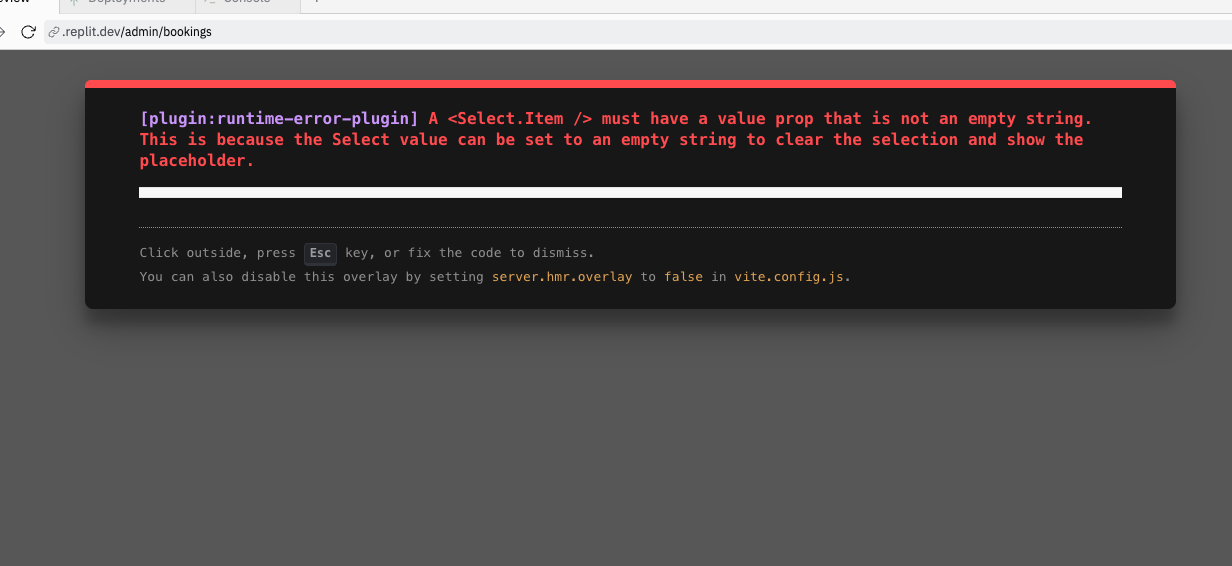 .replit.dev/admin/bookings
[plugin:runtime-error-plugin] A <Select.Item /> must have a value prop that is not an empty string.
This is because the Select value can be set to an empty string to clear the selection and show the
placeholder.
Click outside, press Esc key, or fix the code to dismiss.
You can also disable this overlay by setting server.hmr.overlay to false in vite.config.js.